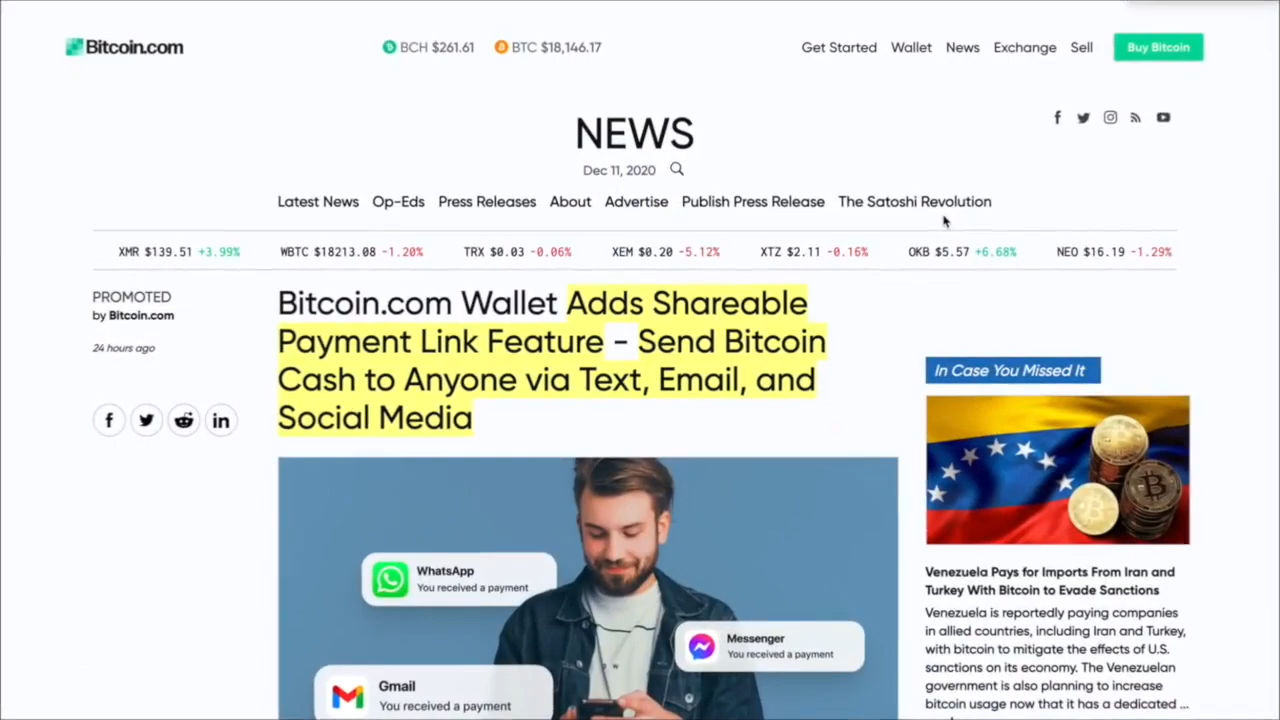 Bitcoin.com
BCH $261.61 BTC $18,146.17
Get Started Wallet News Exchange Sell Buy Bitcoin
NEWS
Dec 11, 2020
Latest News Op-Eds Press Releases About Advertise Publish Press Release The Satoshi Revolution
XMR $139.51 +3.99% WBTC $18213.08 -1.20% TRX $0.03 -0.06% XEM $0.20 -5.12% XTZ $2.11 -0.16% OKB $5.57 +6.68% NEO $16.19 -1.29%
PROMOTED
by Bitcoin.com
24 hours ago
Bitcoin.com Wallet Adds Shareable
Payment Link Feature - Send Bitcoin
Cash to Anyone via Text, Email, and
Social Media
WhatsApp
You received a payment
Messenger
You received a payment
Gmail
You received a payment
In Case You Missed It
Venezuela Pays for Imports From Iran and
Turkey With Bitcoin to Evade Sanctions
Venezuela is reportedly paying companies
in allied countries, including Iran and Turkey,
with bitcoin to mitigate the effects of U.S.
sanctions on its economy. The Venezuelan
government is also planning to increase
bitcoin usage now that it has a dedicated ...